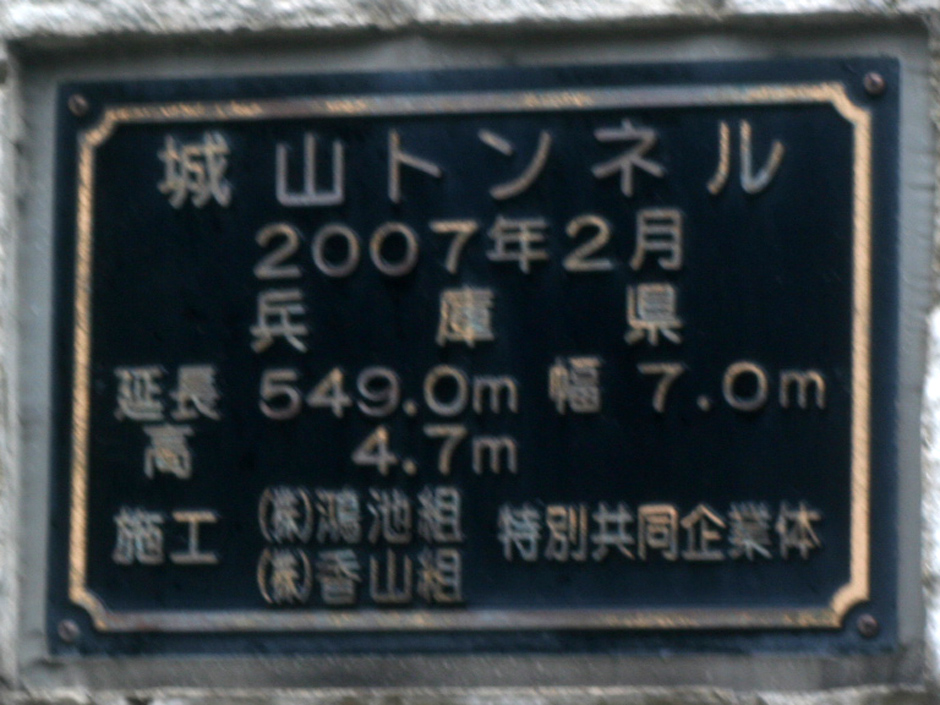 城山トンネル
2007年2月
兵庫県
延長 549.0m 幅 7.0m
高 4.7m
施工 ㈱鴻池組 特別共同企業体
㈱香山組